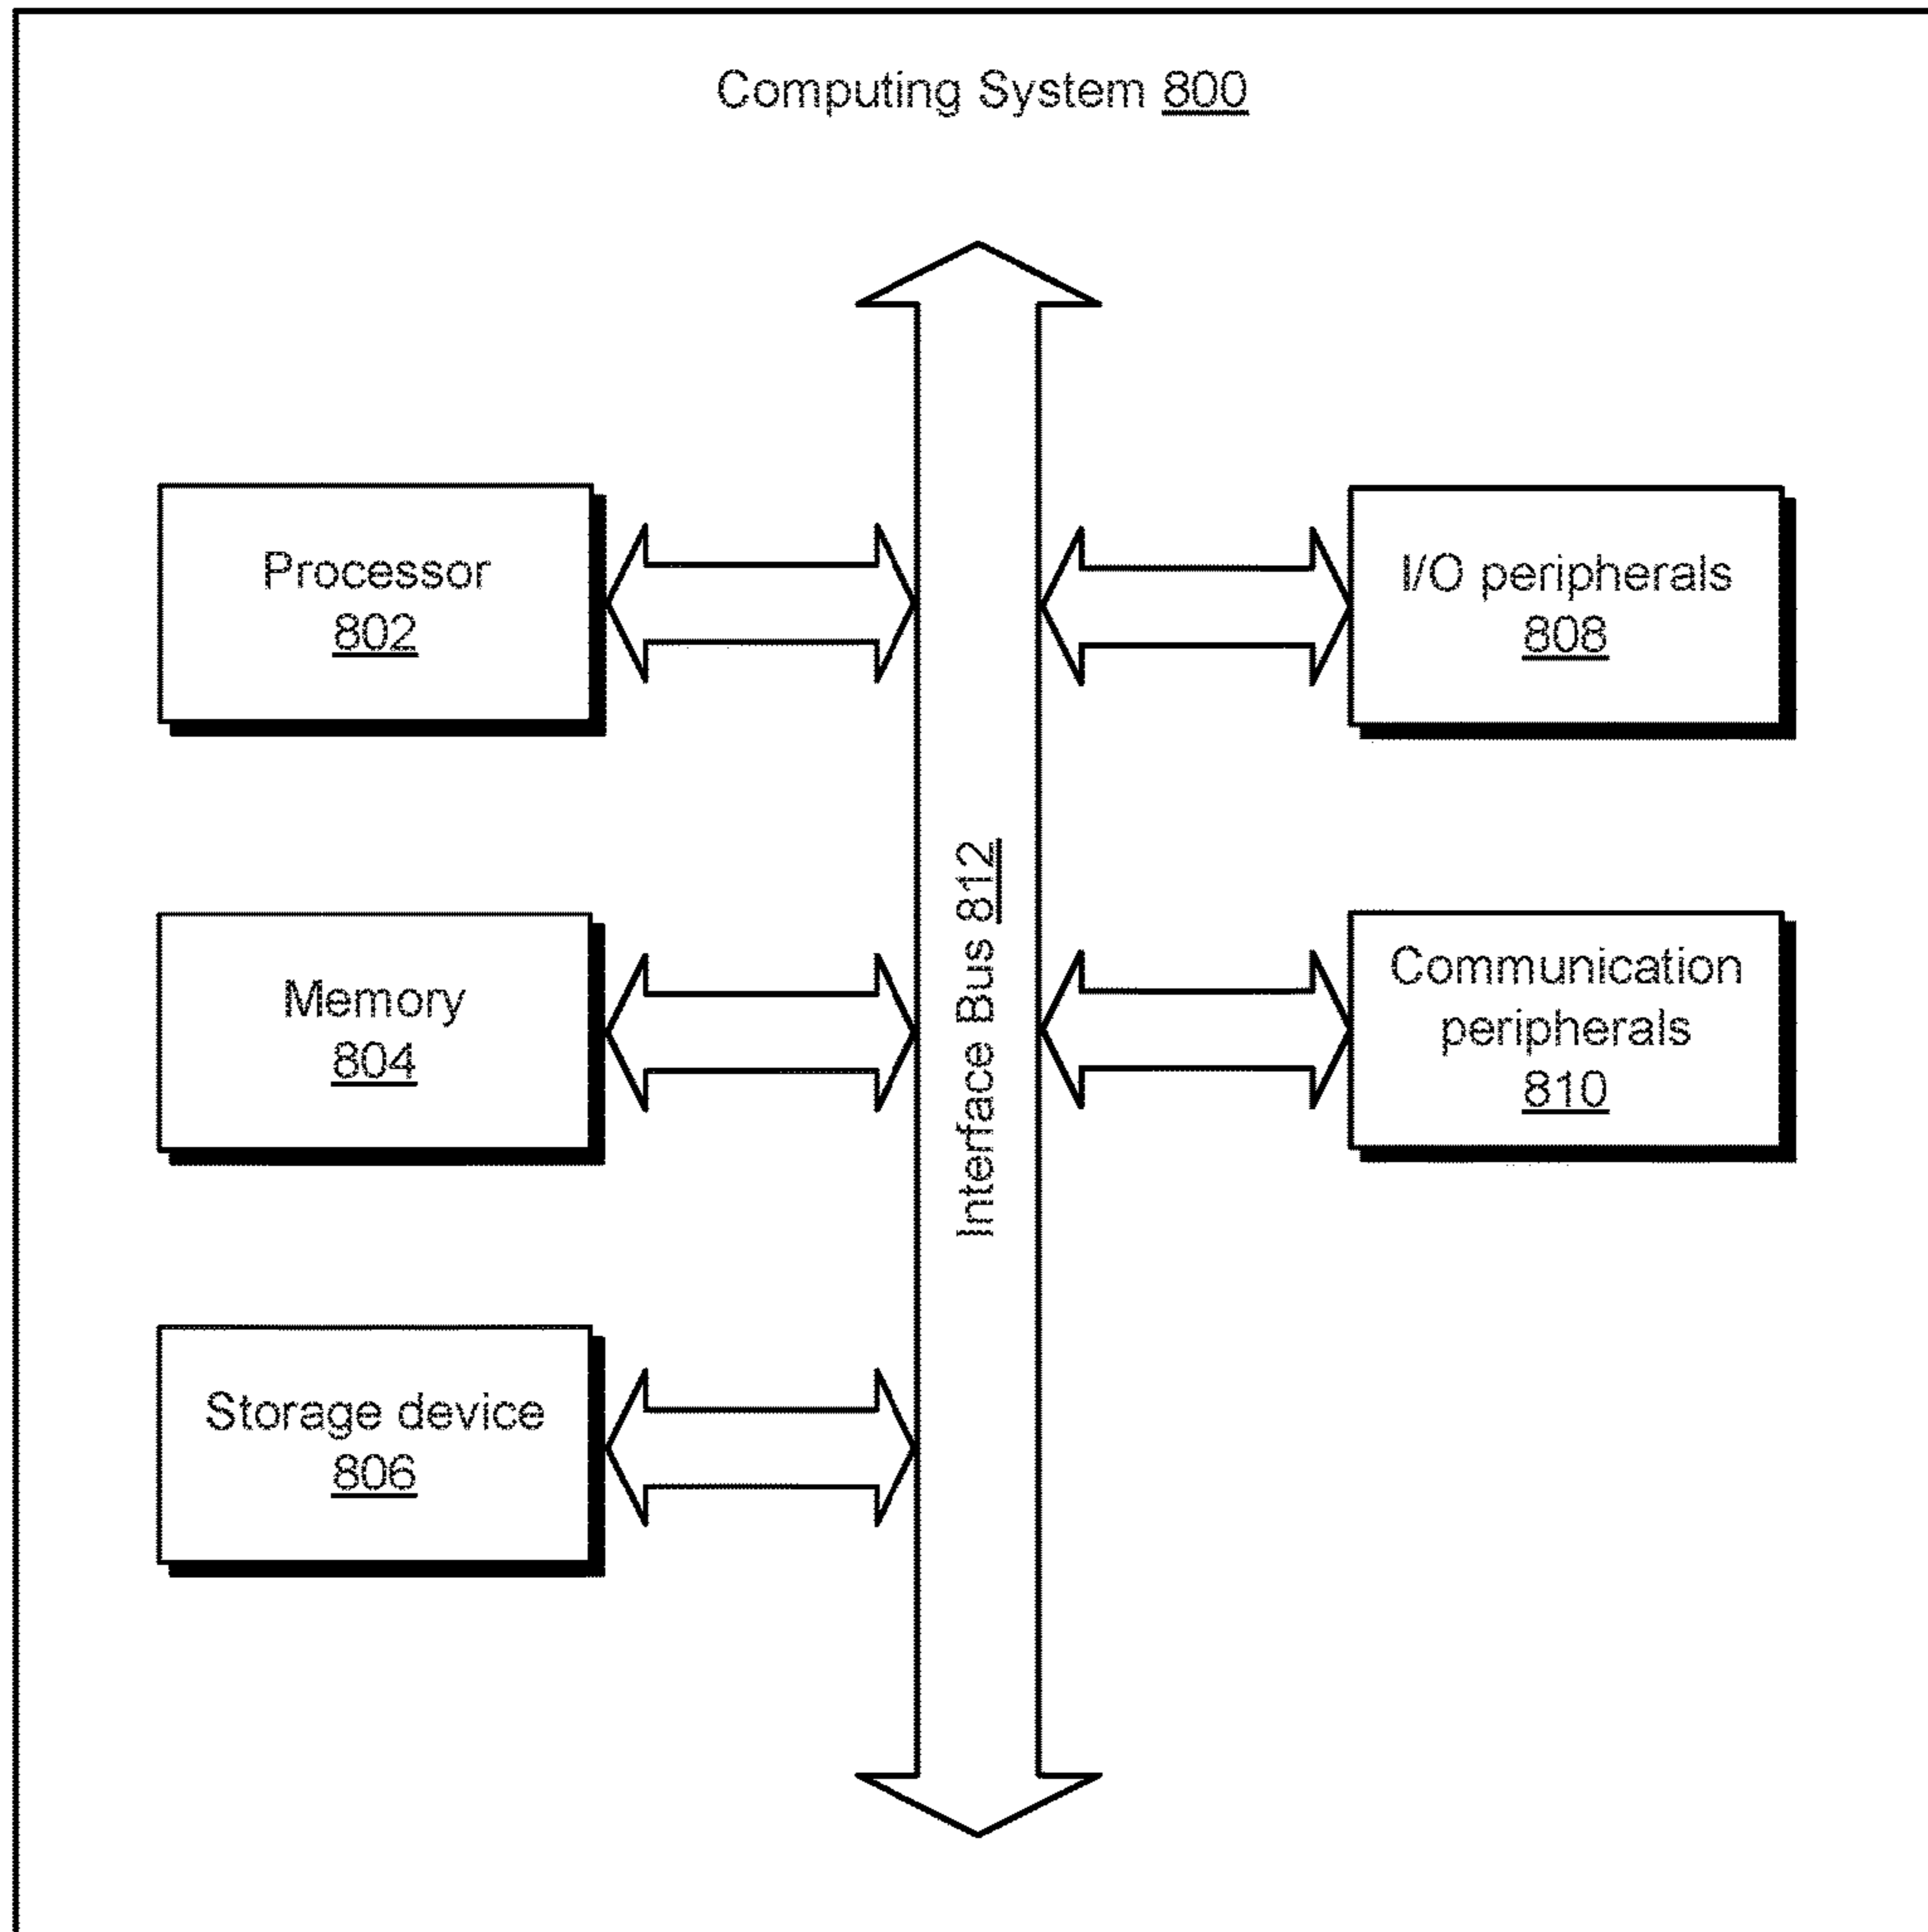 Computing System 800
Processor
802
I/O peripherals
808
Interface Bus 812
Memory
804
Communication
peripherals
810
Storage device
806